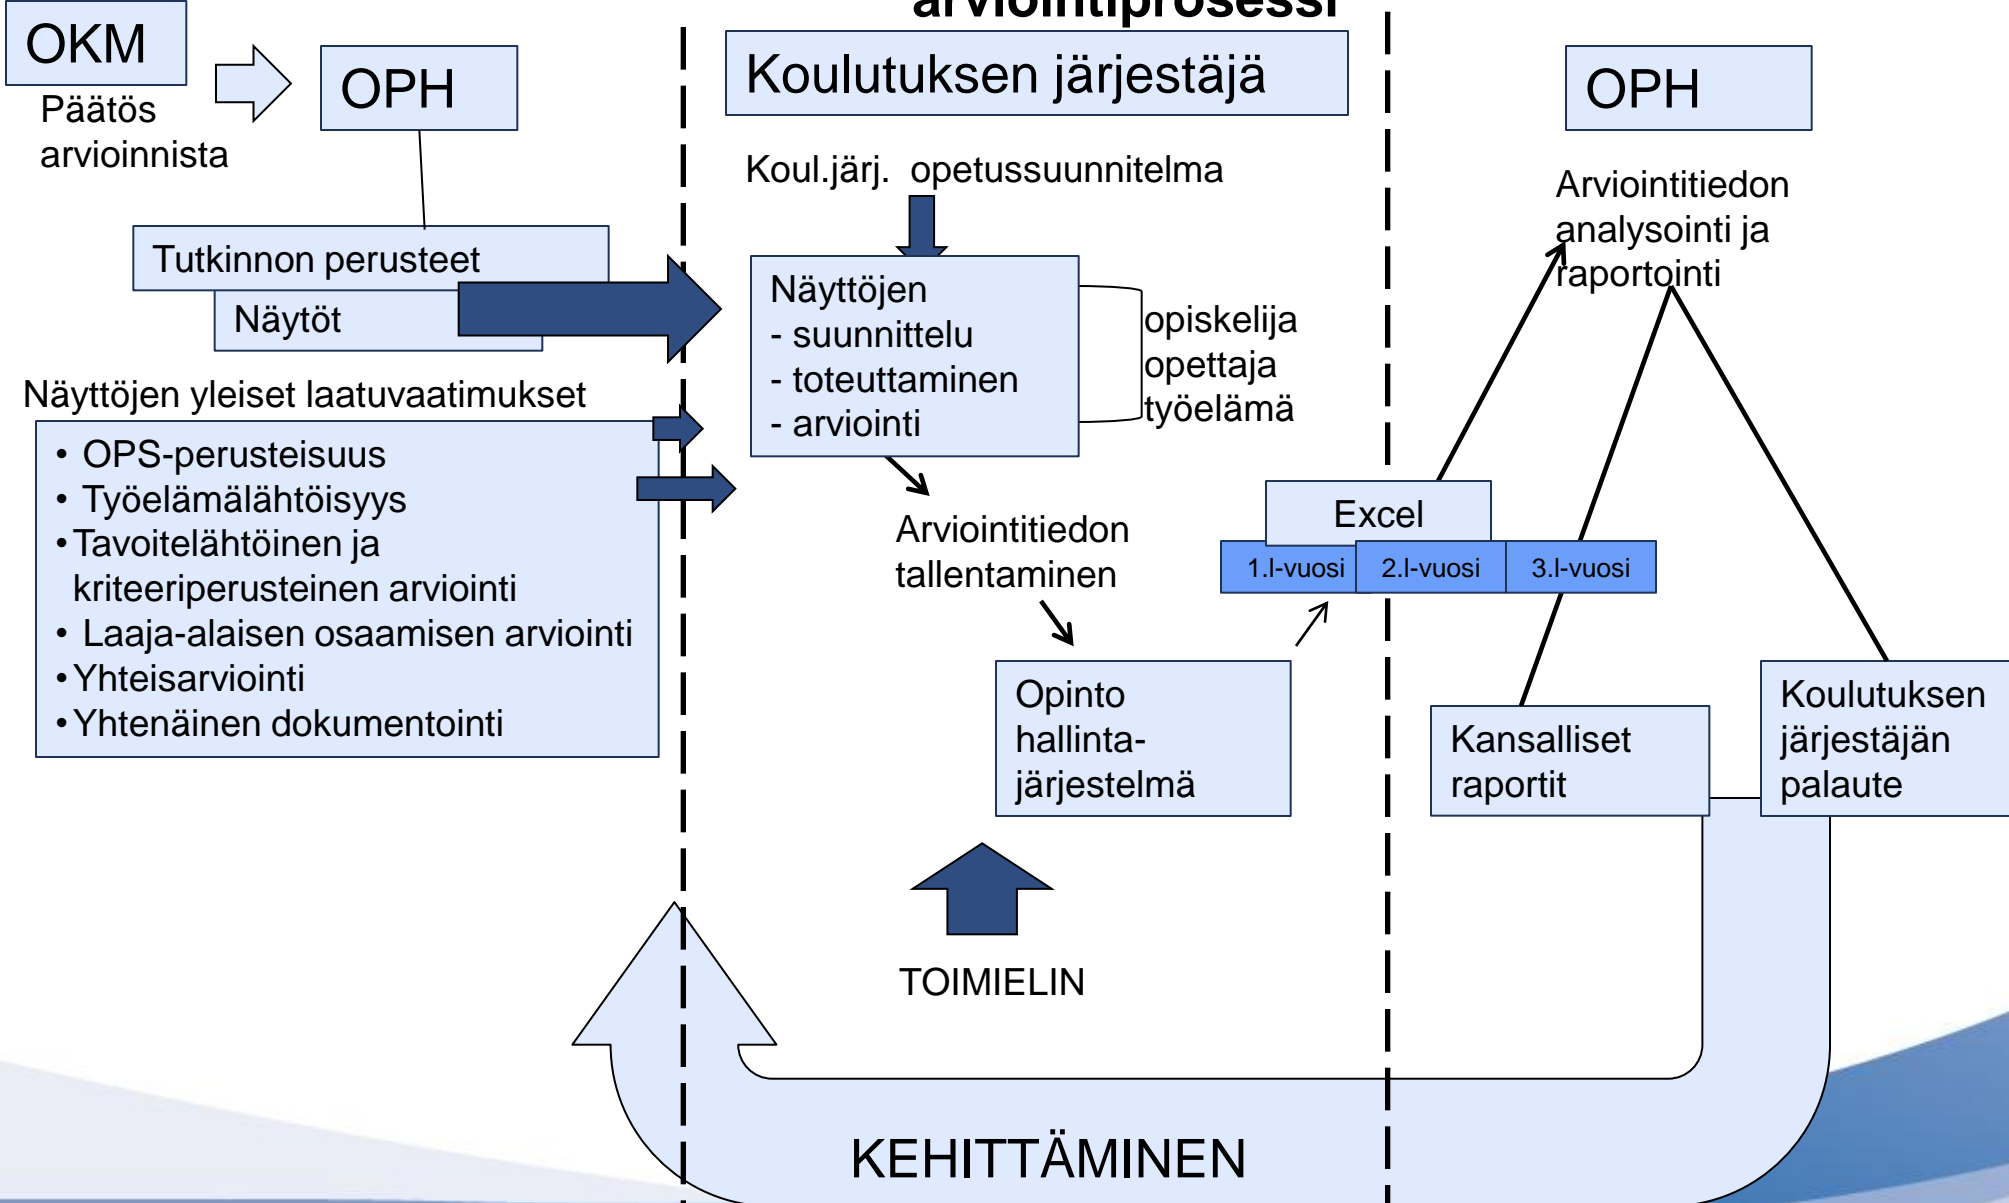 arviointiprosessi
OKM
Päätös
arvioinnista
OPH
Tutkinnon perusteet
Näytöt
Näyttöjen yleiset laatuvaatimukset
• OPS-perusteisuus
• Työelämälähtöisyys
• Tavoitelähtöinen ja
kriteeriperusteinen arviointi
• Laaja-alaisen osaamisen arviointi
• Yhteisarviointi
• Yhtenäinen dokumentointi
Koulutuksen järjestäjä
Koul.järj. opetussuunnitelma
Näyttöjen
- suunnittelu
- toteuttaminen
- arviointi
opiskelija
opettaja
työelämä
Arviointitiedon
tallentaminen
Opinto
hallinta-
järjestelmä
TOIMIELIN
Excel
1.l-vuosi
2.l-vuosi
3.l-vuosi
OPH
Arviointitiedon
analysointi ja
raportointi
Kansalliset
raportit
Koulutuksen
järjestäjän
palaute
KEHITTÄMINEN